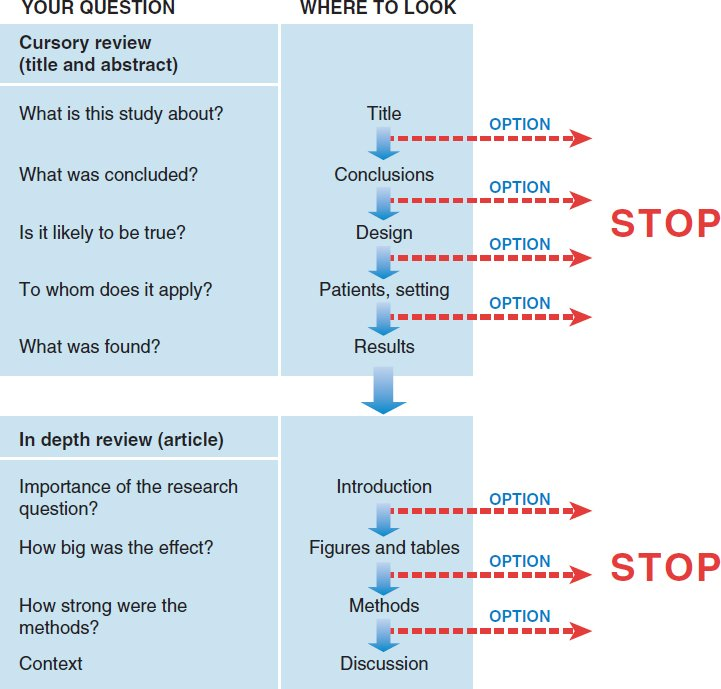 YOUR QUESTION WHERE TO LOOK
Cursory review
(title and abstract)
What is this study about? Title
OPTION
What was concluded? Conclusions
OPTION
STOP
Is it likely to be true? Design
OPTION
To whom does it apply? Patients, setting
OPTION
What was found? Results
In depth review (article)
Importance of the research Introduction
question?
OPTION
How big was the effect? Figures and tables
OPTION
STOP
How strong were the Methods
methods?
OPTION
Context Discussion